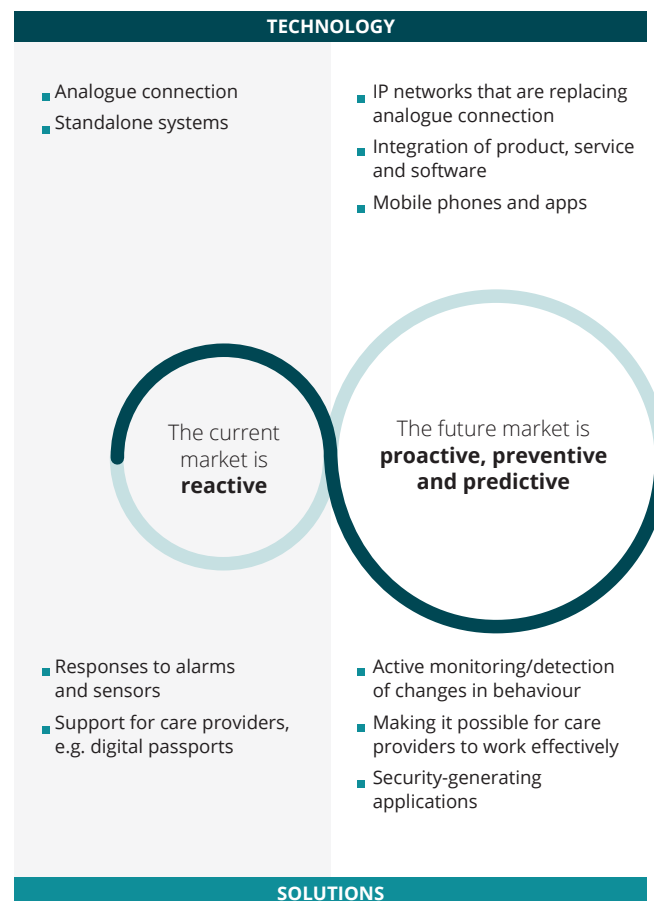 TECHNOLOGY
Analogue connection
Standalone systems
IP networks that are replacing
analogue connection
Integration of product, service
and software
Mobile phones and apps
The current
market is
reactive
The future market is
proactive, preventive
and predictive
Responses to alarms
and sensors
Support for care providers,
e.g. digital passports
Active monitoring/detection
of changes in behaviour
Making it possible for care
providers to work effectively
Security-generating
applications
SOLUTIONS